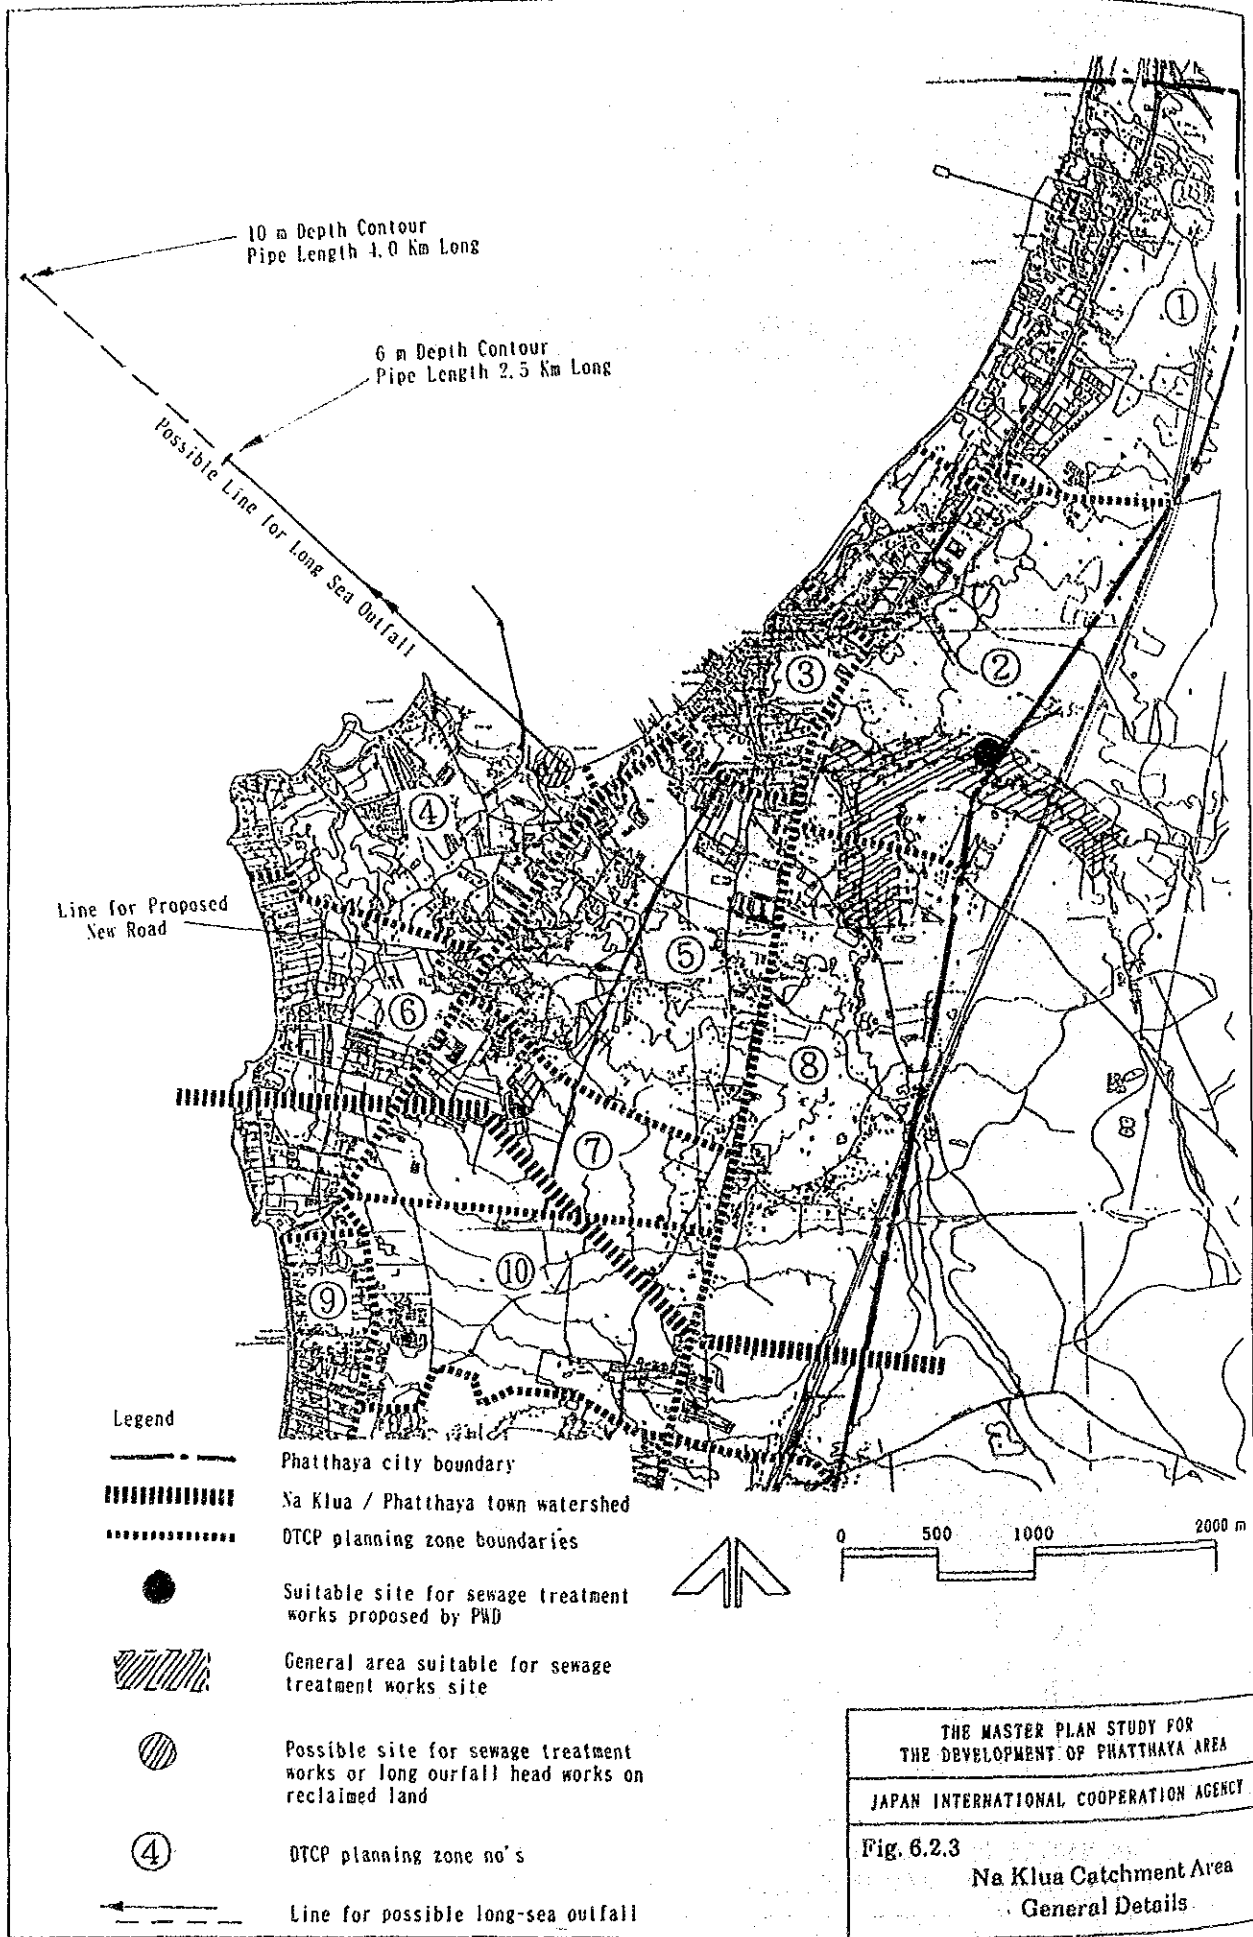 10 m Depth Contour
Pipe Length 4.0 Km Long
6 m Depth Contour
Pipe Length 2.5 Km Long
Possible Line for Long Sea Outfall
①
②
③
④
Line for Proposed
New Road
⑤
⑥
⑧
⑦
⑩
⑨
Legend
Phatthaya city boundary
Na Klua / Phatthaya town watershed
DTCP planning zone boundaries
Suitable site for sewage treatment
works proposed by PWD
General area suitable for sewage
treatment works site
Possible site for sewage treatment
works or long ourfall head works on
reclaimed land
④
DTCP planning zone no's
Line for possible long-sea outfall
0 500 1000 2000 m
THE MASTER PLAN STUDY FOR
THE DEVELOPMENT OF PHATTHAYA AREA
JAPAN INTERNATIONAL COOPERATION AGENCY
Fig. 6.2.3
Na Klua Catchment Area
General Details